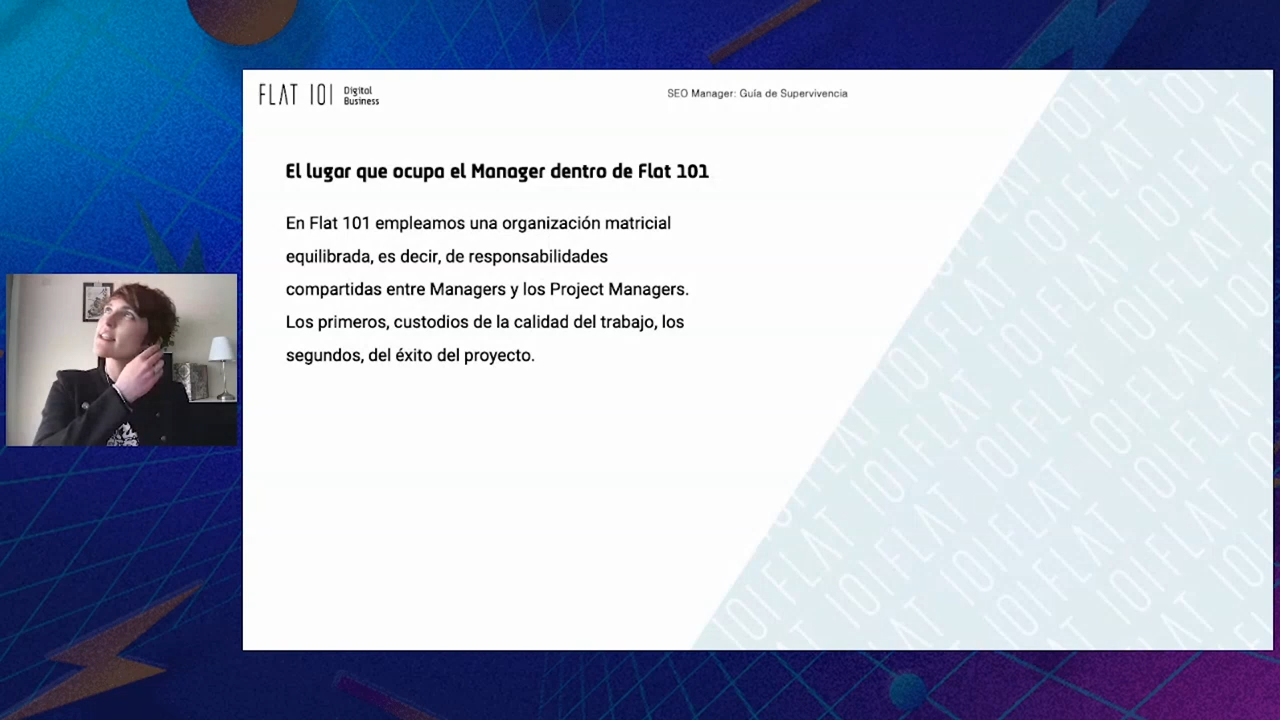 FLAT 101 Digital Business
SEO Manager: Guía de Supervivencia
El lugar que ocupa el Manager dentro de Flat 101
En Flat 101 empleamos una organización matricial
equilibrada, es decir, de responsabilidades
compartidas entre Managers y los Project Managers.
Los primeros, custodios de la calidad del trabajo, los
segundos, del éxito del proyecto.